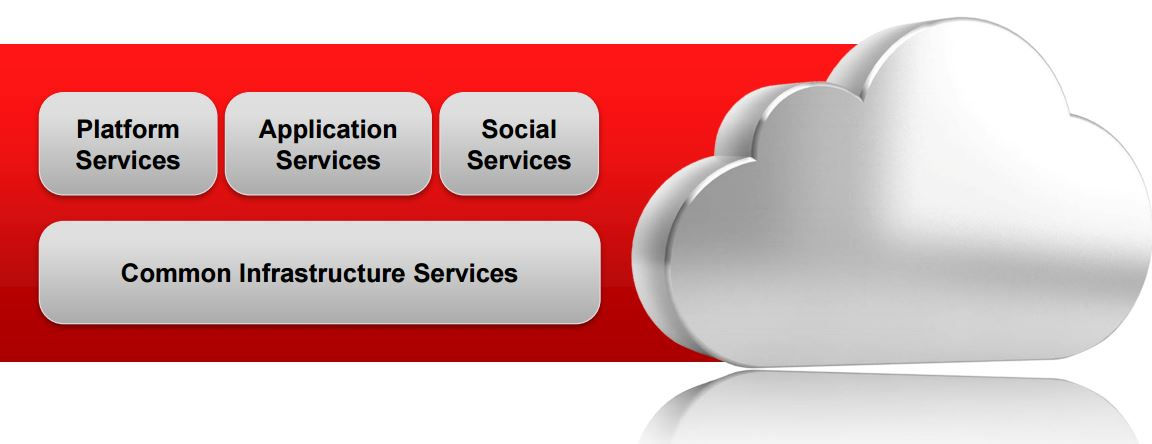 Platform
Services
Application
Services
Social
Services
Common Infrastructure Services